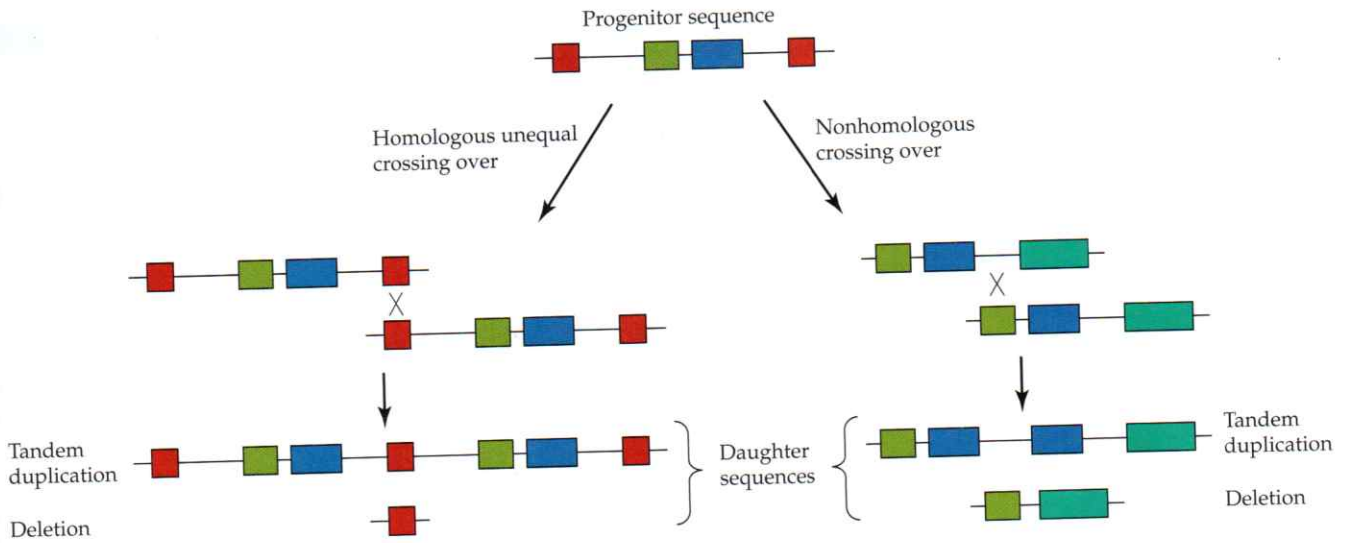 Progenitor sequence
Homologous unequal
crossing over
Nonhomologous
crossing over
X
X
Tandem
duplication
Deletion
Daughter
sequences
Tandem
duplication
Deletion